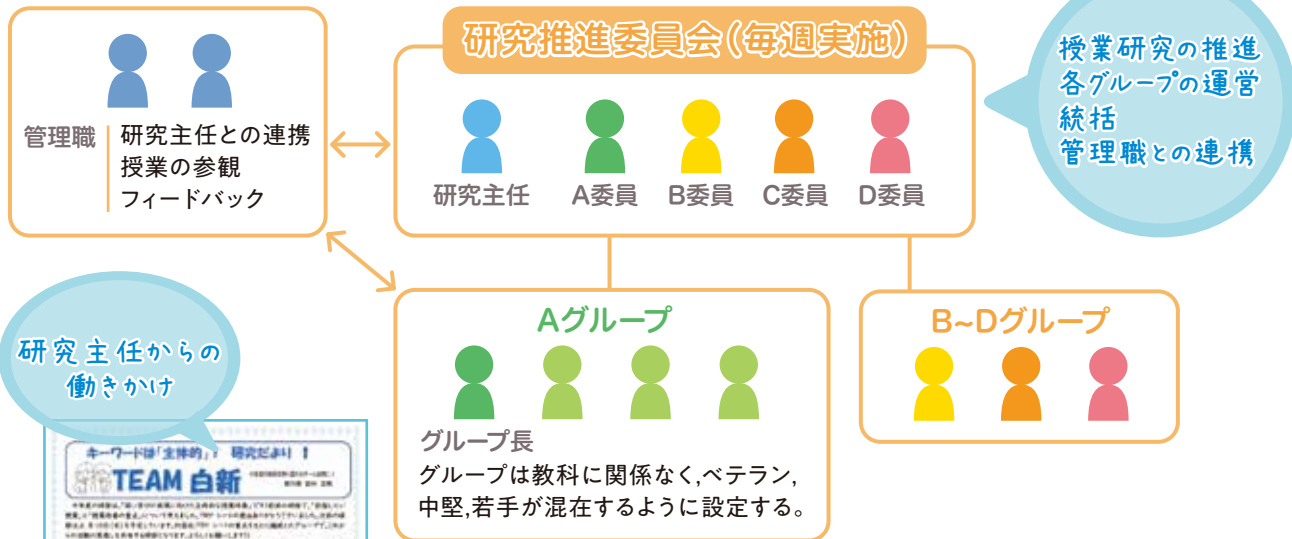 研究推進委員会(毎週実施)
管理職
研究主任との連携
授業の参観
フィードバック
研究主任
A委員
B委員
C委員
D委員
授業研究の推進
各グループの運営
統括
管理職との連携
研究主任からの
働きかけ
キーワードは「主体的」! 研究だより !
TEAM 白新
Aグループ
グループ長
グループは教科に関係なく,ベテラン,
中堅,若手が混在するように設定する。
B~Dグループ